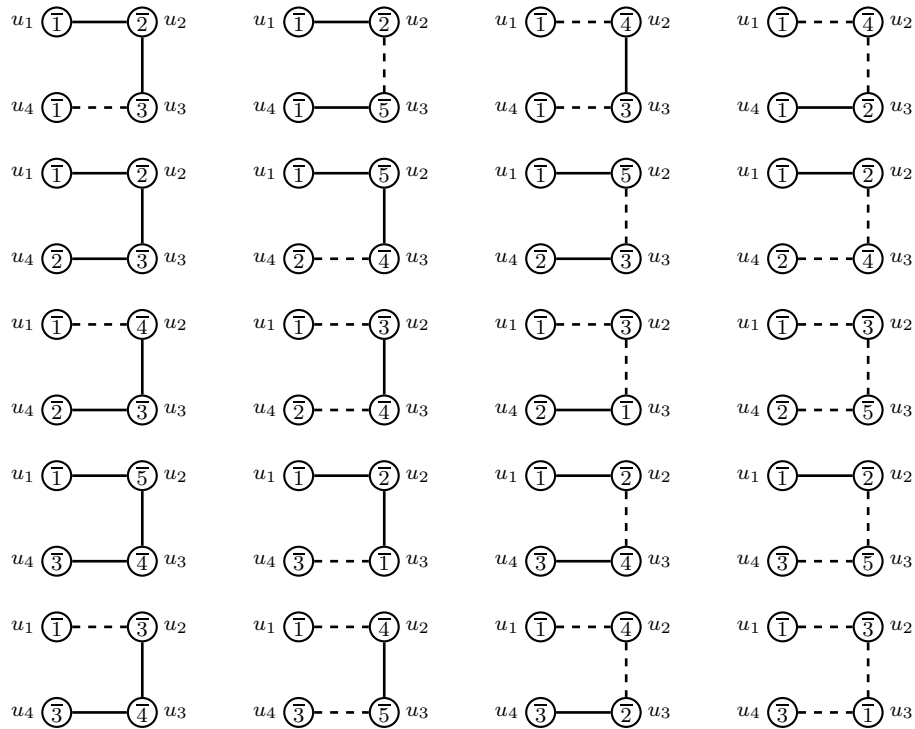 u₁ 1̅ 2̅ u₂ u₁ 1̅ 2̅ u₂ u₁ 1̅ 4̅ u₂ u₁ 1̅ 4̅ u₂
u₄ 1̅ 3̅ u₃ u₄ 1̅ 5̅ u₃ u₄ 1̅ 3̅ u₃ u₄ 1̅ 2̅ u₃
u₁ 1̅ 2̅ u₂ u₁ 1̅ 5̅ u₂ u₁ 1̅ 5̅ u₂ u₁ 1̅ 2̅ u₂
u₄ 2̅ 3̅ u₃ u₄ 2̅ 4̅ u₃ u₄ 2̅ 3̅ u₃ u₄ 2̅ 4̅ u₃
u₁ 1̅ 4̅ u₂ u₁ 1̅ 3̅ u₂ u₁ 1̅ 3̅ u₂ u₁ 1̅ 3̅ u₂
u₄ 2̅ 3̅ u₃ u₄ 2̅ 4̅ u₃ u₄ 2̅ 1̅ u₃ u₄ 2̅ 5̅ u₃
u₁ 1̅ 5̅ u₂ u₁ 1̅ 2̅ u₂ u₁ 1̅ 2̅ u₂ u₁ 1̅ 2̅ u₂
u₄ 3̅ 4̅ u₃ u₄ 3̅ 1̅ u₃ u₄ 3̅ 4̅ u₃ u₄ 3̅ 5̅ u₃
u₁ 1̅ 3̅ u₂ u₁ 1̅ 4̅ u₂ u₁ 1̅ 4̅ u₂ u₁ 1̅ 3̅ u₂
u₄ 3̅ 4̅ u₃ u₄ 3̅ 5̅ u₃ u₄ 3̅ 2̅ u₃ u₄ 3̅ 1̅ u₃